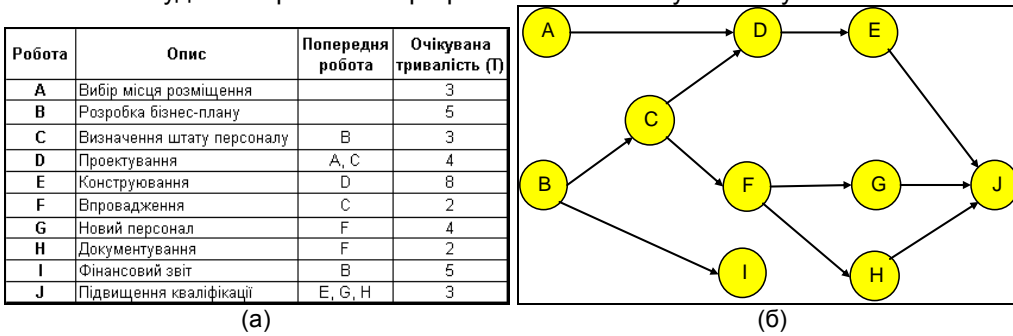 Робота Опис Попередня робота Очікувана тривалість (Т)
A Вибір місця розміщення 3
B Розробка бізнес-плану 5
C Визначення штату персоналу B 3
D Проектування A, C 4
E Конструювання D 8
F Впровадження C 2
G Новий персонал F 4
H Документування F 2
I Фінансовий звіт B 5
J Підвищення кваліфікації E, G, H 3
(а)
A
D
E
C
B
F
G
J
I
H
(б)